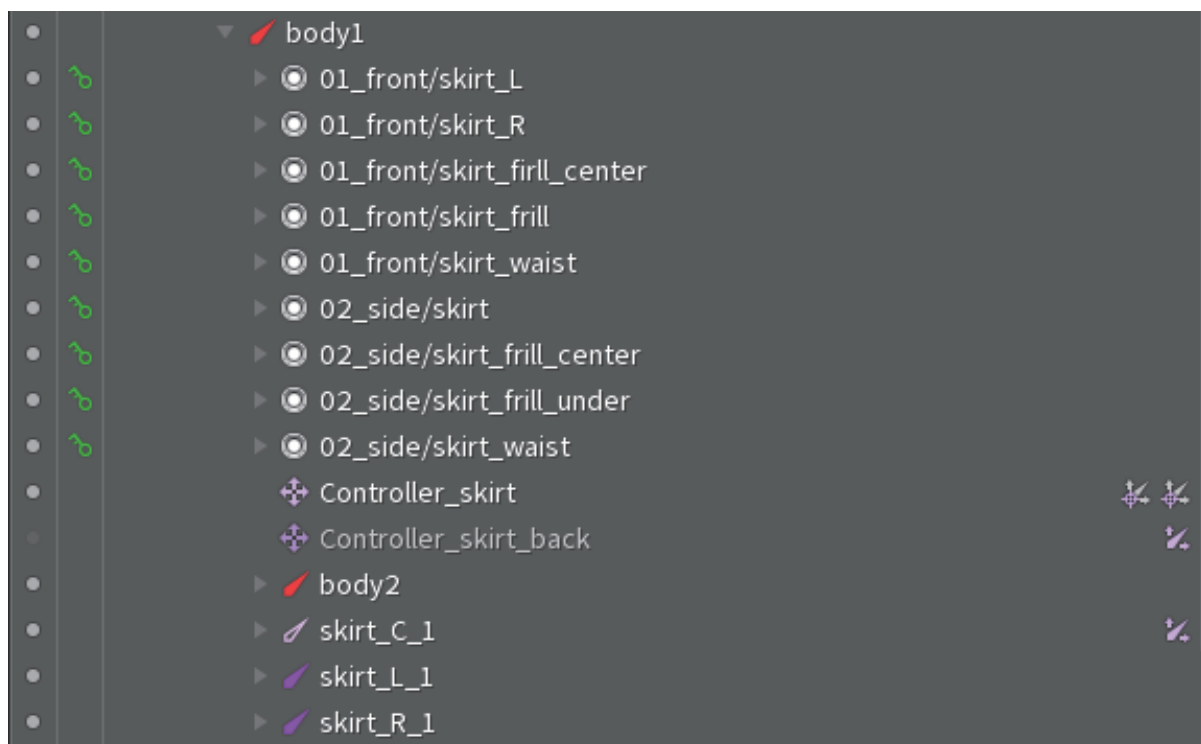 body1
01_front/skirt_L
01_front/skirt_R
01_front/skirt_firll_center
01_front/skirt_frill
01_front/skirt_waist
02_side/skirt
02_side/skirt_frill_center
02_side/skirt_frill_under
02_side/skirt_waist
Controller_skirt
Controller_skirt_back
body2
skirt_C_1
skirt_L_1
skirt_R_1